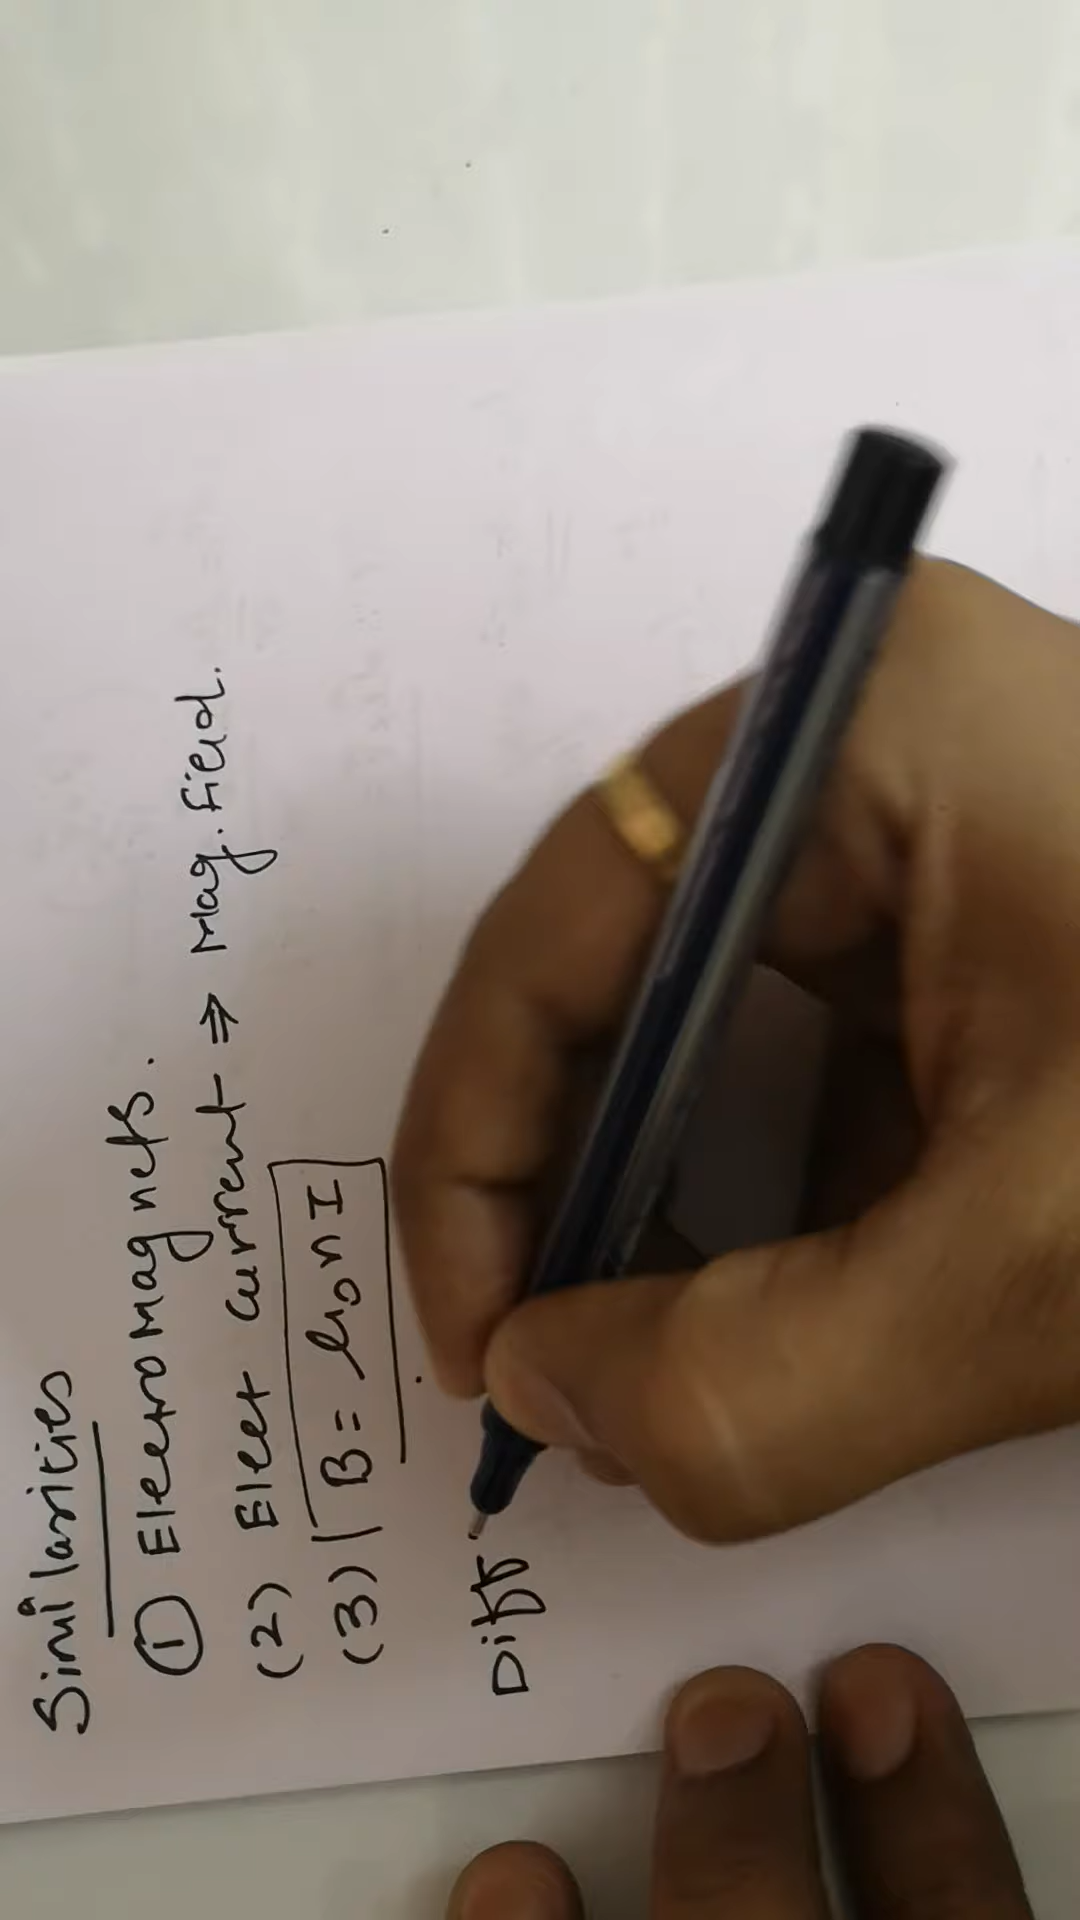 Similarities
① Electromagnets.
(2) Elect current ⇒ Mag. field.
(3) B = μ₀nI
Diff